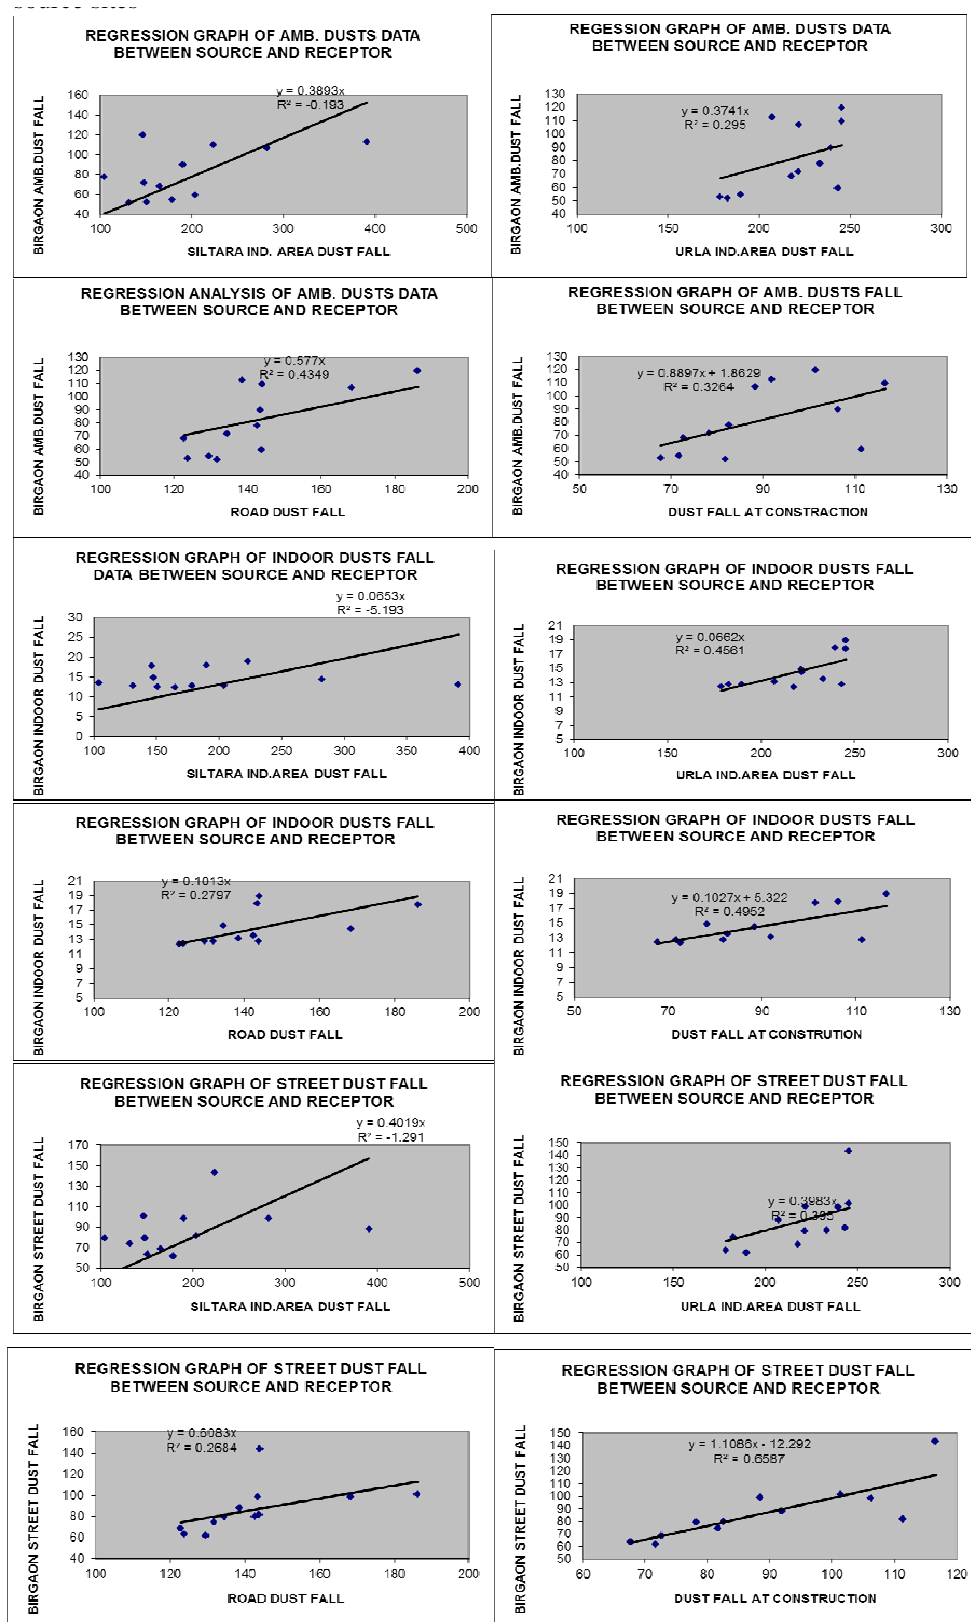 source sites
REGRESSION GRAPH OF AMB. DUSTS DATA
BETWEEN SOURCE AND RECEPTOR
y = 0.3893x
R² = -0.193
BIRGAON AMB.DUST FALL
160
140
120
100
80
60
40
100
200
300
400
500
SILTARA IND. AREA DUST FALL
REGESSION GRAPH OF AMB. DUSTS DATA
BETWEEN SOURCE AND RECEPTOR
y = 0.3741x
R² = 0.295
BIRGAON AMB.DUST FALL
130
120
110
100
90
80
70
60
50
40
100
150
200
250
300
URLA IND.AREA DUST FALL
REGRESSION ANALYSIS OF AMB. DUSTS DATA
BETWEEN SOURCE AND RECEPTOR
y = 0.577x
R² = 0.4349
BIRGAON AMB.DUST FALL
130
120
110
100
90
80
70
60
50
40
100
120
140
160
180
200
ROAD DUST FALL
REGRESSION GRAPH OF AMB. DUSTS FALL
BETWEEN SOURCE AND RECEPTOR
y = 0.8897x + 1.8629
R² = 0.3264
BIRGAON AMB.DUST FALL
130
120
110
100
90
80
70
60
50
40
50
70
90
110
130
DUST FALL AT CONSTRACTION
REGRESSION GRAPH OF INDOOR DUSTS FALL
DATA BETWEEN SOURCE AND RECEPTOR
y = 0.0653x
R² = -5.193
BIRGAON INDOOR DUST FALL
30
25
20
15
10
5
0
100
150
200
250
300
350
400
SILTARA IND.AREA DUST FALL
REGRESSION GRAPH OF INDOOR DUSTS FALL
BETWEEN SOURCE AND RECEPTOR
y = 0.0662x
R² = 0.4561
BIRGAON INDOOR DUST FALL
21
19
17
15
13
11
9
7
5
100
150
200
250
300
URLA IND.AREA DUST FALL
REGRESSION GRAPH OF INDOOR DUSTS FALL
BETWEEN SOURCE AND RECEPTOR
y = 0.1013x
R² = 0.2797
BIRGAON INDOOR DUST FALL
21
19
17
15
13
11
9
7
5
100
120
140
160
180
200
ROAD DUST FALL
REGRESSION GRAPH OF INDOOR DUSTS FALL
BETWEEN SOURCE AND RECEPTOR
y = 0.1027x + 5.322
R² = 0.4952
BIRGAON INDOOR DUST FALL
21
19
17
15
13
11
9
7
5
50
70
90
110
130
DUST FALL AT CONSTRUTION
REGRESSION GRAPH OF STREET DUST FALL
BETWEEN SOURCE AND RECEPTOR
y = 0.4019x
R² = -1.291
BIRGAON STREET DUST FALL
170
150
130
110
90
70
50
100
200
300
400
500
SILTARA IND.AREA DUST FALL
REGRESSION GRAPH OF STREET DUST FALL
BETWEEN SOURCE AND RECEPTOR
y = 0.3983x
R² = 0.395
BIRGAON STREET DUST FALL
150
140
130
120
110
100
90
80
70
60
50
100
150
200
250
300
URLA IND.AREA DUST FALL
REGRESSION GRAPH OF STREET DUST FALL
BETWEEN SOURCE AND RECEPTOR
y = 0.6083x
R² = 0.2684
BIRGAON STREET DUST FALL
160
140
120
100
80
60
40
100
120
140
160
180
200
ROAD DUST FALL
REGRESSION GRAPH OF STREET DUST FALL
BETWEEN SOURCE AND RECEPTOR
y = 1.1086x - 12.292
R² = 0.6587
BIRGAON STREET DUST FALL
150
140
130
120
110
100
90
80
70
60
50
60
70
80
90
100
110
120
DUST FALL AT CONSTRUCTION